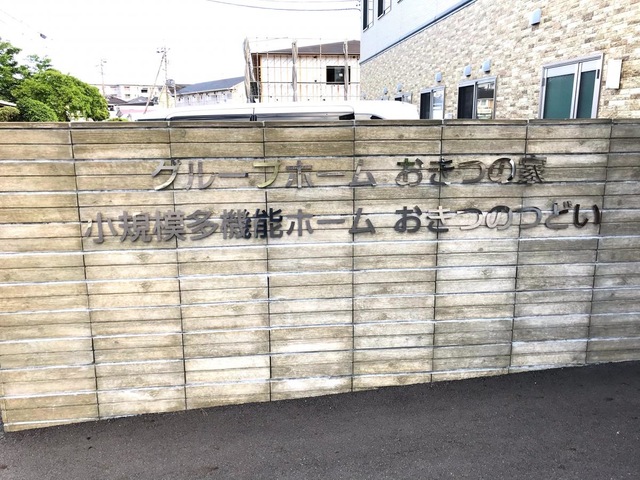 グループホーム おきつの家
小規模多機能ホーム おきつのつどい